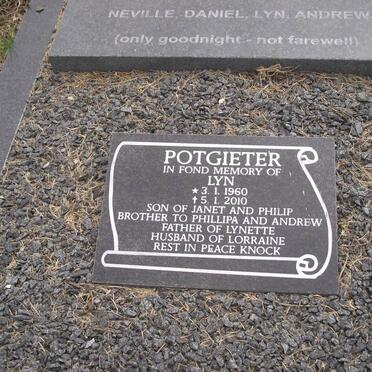 NEVILLE, DANIEL, LYN, ANDREW
(only goodnight - not farewell)
POTGIETER
IN FOND MEMORY OF
LYN
★ 3. 1. 1960
✝ 5. 1. 2010
SON OF JANET AND PHILIP
BROTHER TO PHILLIPA AND ANDREW
FATHER OF LYNETTE
HUSBAND OF LORRAINE
REST IN PEACE KNOCK